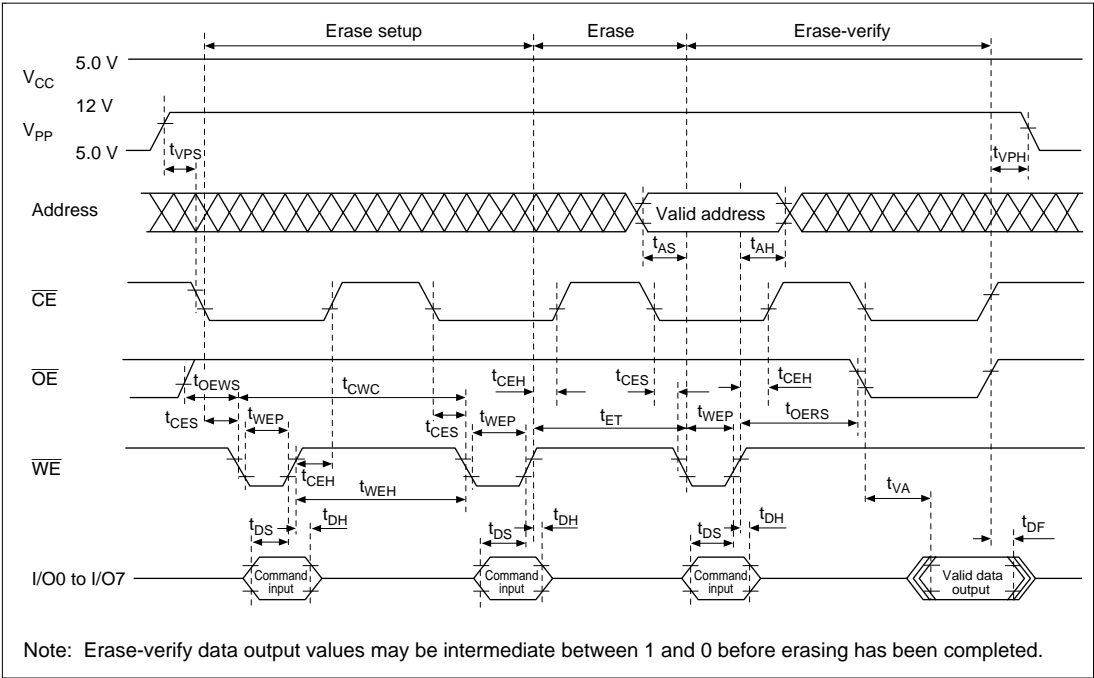 Erase setup Erase Erase-verify
5.0 V
VCC
12 V
VPP
5.0 V
tVPS tVPH
Address Valid address
tAS tAH
CE
OE
tOEWS tCWC tCEH tCES tCEH
tCES tWEP tCES tWEP tET tWEP tOERS
WE
tCEH tWEH tVA
tDS tDH tDS tDH tDS tDH tDF
I/O0 to I/O7 Command input Command input Command input Valid data output
Note: Erase-verify data output values may be intermediate between 1 and 0 before erasing has been completed.